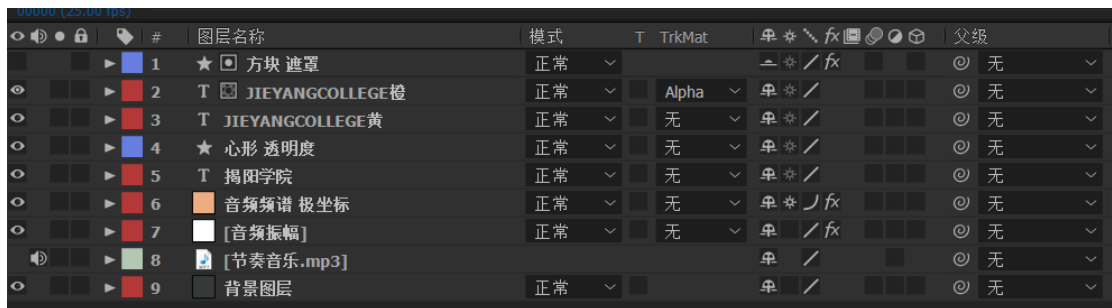 00000 (25.00 fps)
# 图层名称 模式 T TrkMat fx 父级
1 方块 遮罩 正常 fx 无
2 T JIEYANGCOLLEGE橙 正常 Alpha 无
3 T JIEYANGCOLLEGE黄 正常 无 无
4 心形 透明度 正常 无 无
5 T 揭阳学院 正常 无 无
6 音频频谱 极坐标 正常 无 fx 无
7 [音频振幅] 正常 无 fx 无
8 [节奏音乐.mp3] 无
9 背景图层 正常 无